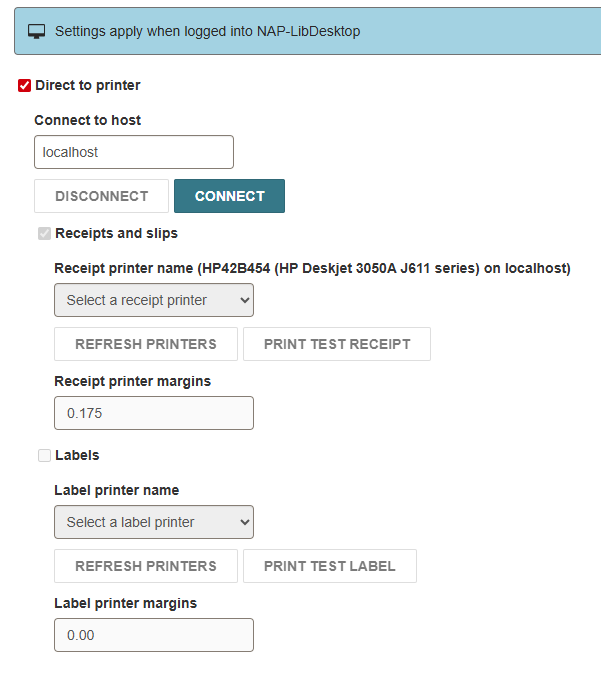 Settings apply when logged into NAP-LibDesktop
Direct to printer
Connect to host
localhost
DISCONNECT
CONNECT
Receipts and slips
Receipt printer name (HP42B454 (HP Deskjet 3050A J611 series) on localhost)
Select a receipt printer
REFRESH PRINTERS
PRINT TEST RECEIPT
Receipt printer margins
0.175
Labels
Label printer name
Select a label printer
REFRESH PRINTERS
PRINT TEST LABEL
Label printer margins
0.00